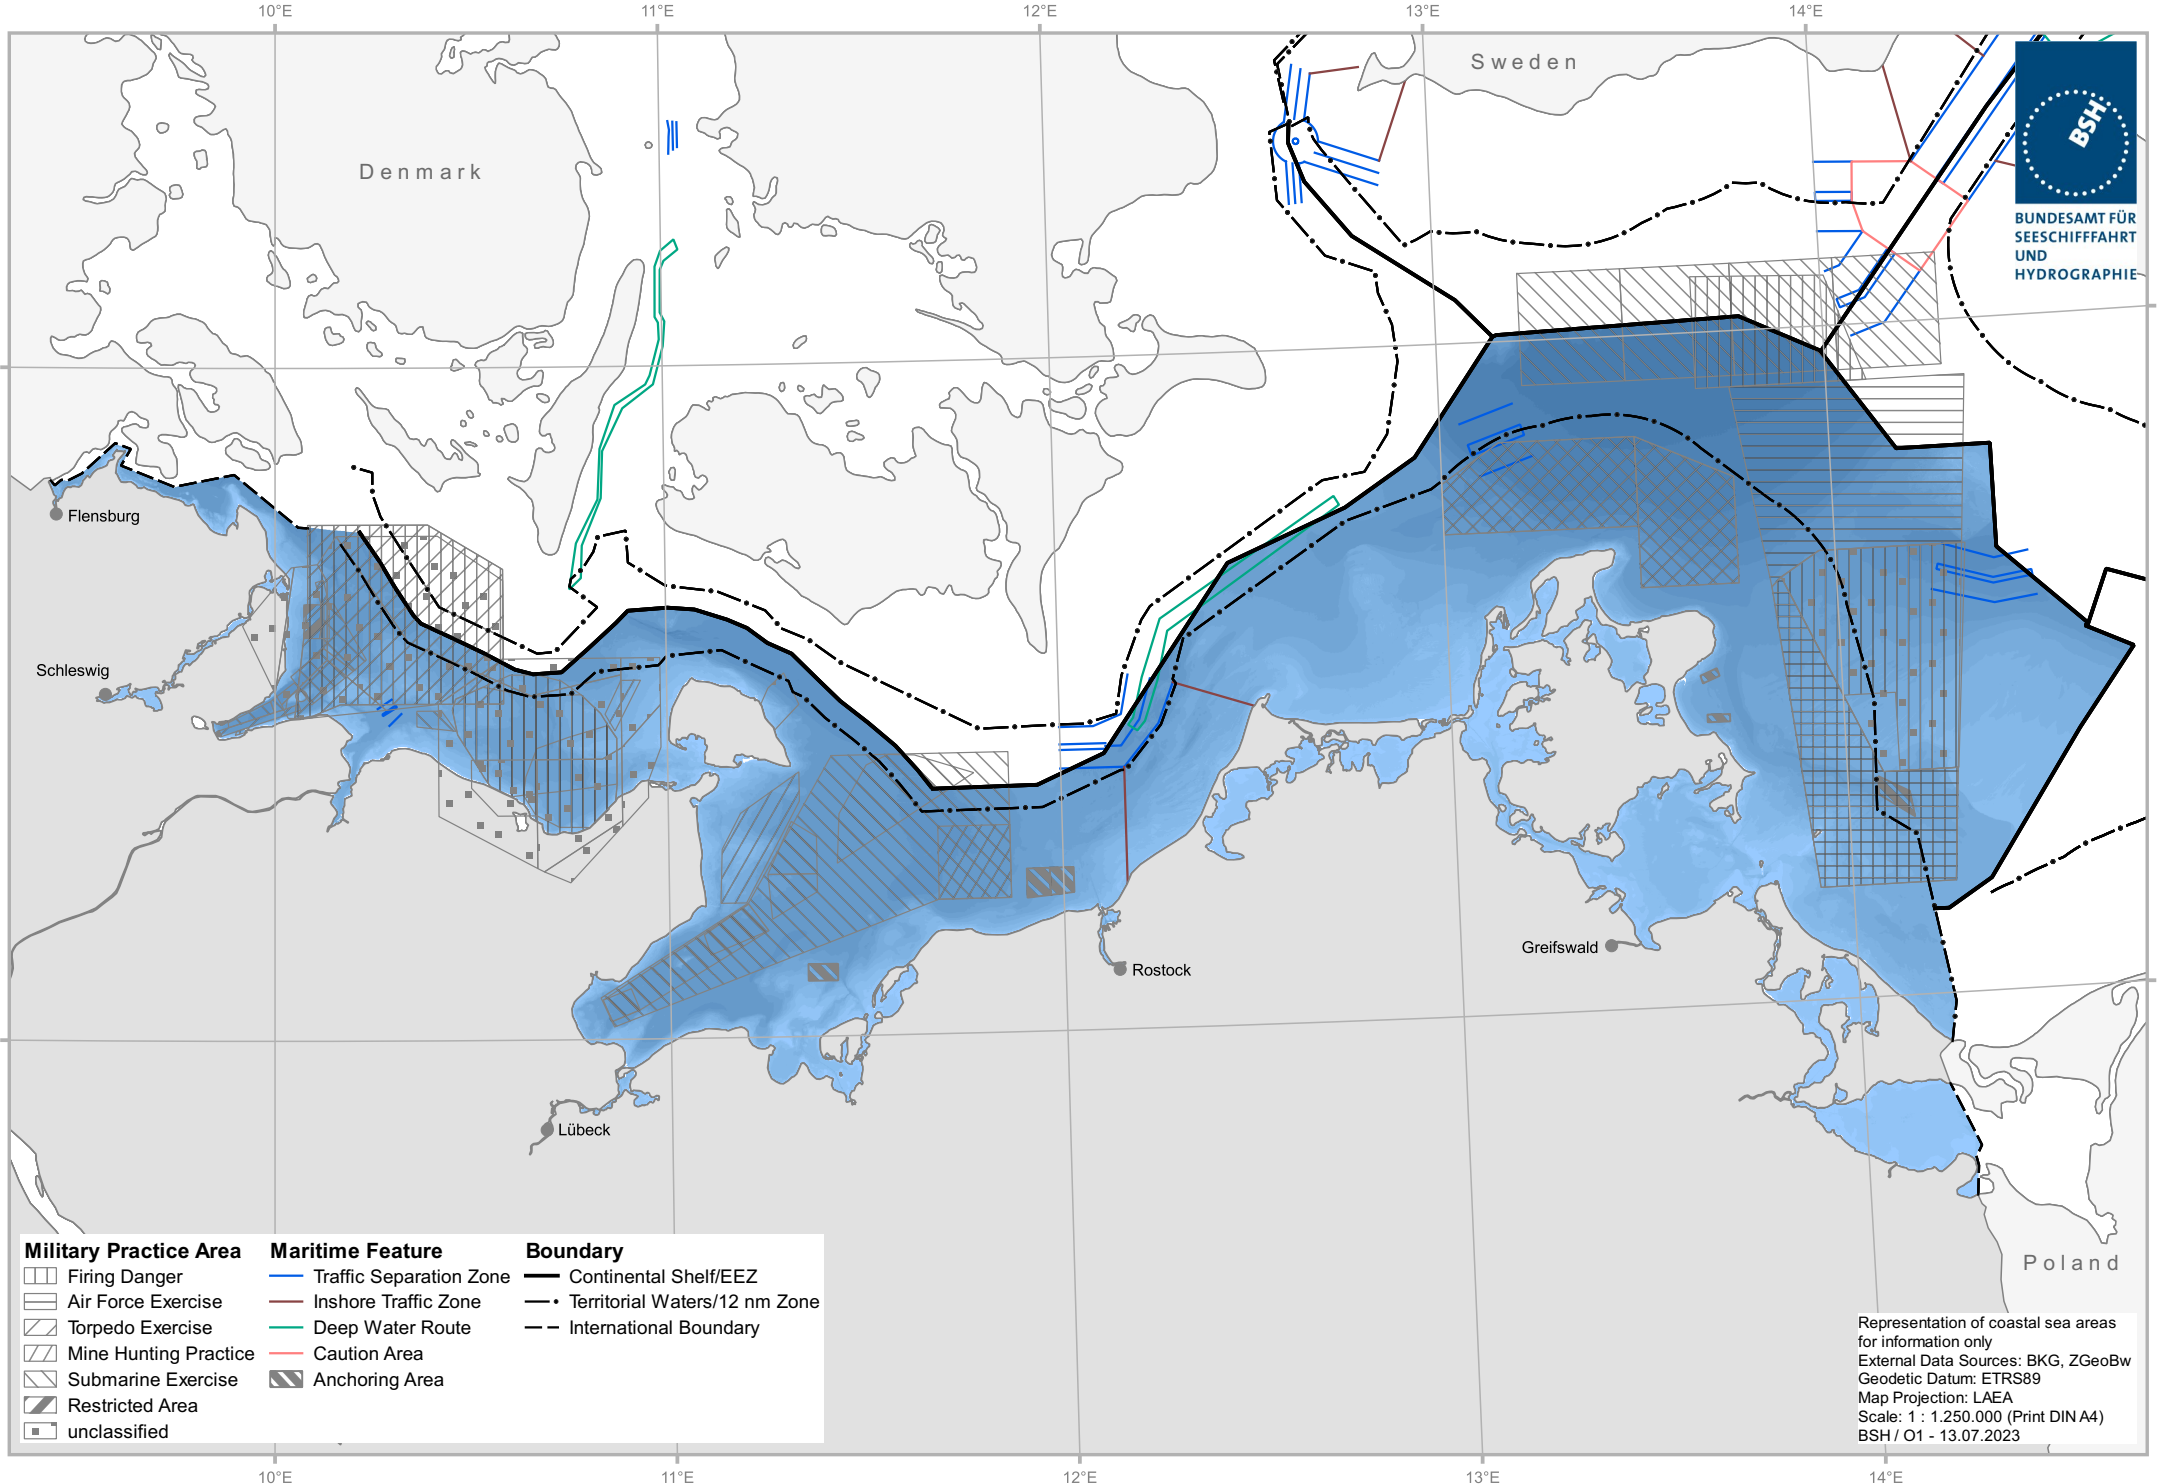 10°E 11°E 12°E 13°E 14°E
Sweden
Denmark
BSH
BUNDESAMT FÜR
SEESCHIFFFAHRT
UND
HYDROGRAPHIE
Flensburg
Schleswig
Greifswald
Rostock
Lübeck
Poland
Military Practice Area
Firing Danger
Air Force Exercise
Torpedo Exercise
Mine Hunting Practice
Submarine Exercise
Restricted Area
unclassified
Maritime Feature
Traffic Separation Zone
Inshore Traffic Zone
Deep Water Route
Caution Area
Anchoring Area
Boundary
Continental Shelf/EEZ
Territorial Waters/12 nm Zone
International Boundary
Representation of coastal sea areas
for information only
External Data Sources: BKG, ZGeoBw
Geodetic Datum: ETRS89
Map Projection: LAEA
Scale: 1 : 1.250.000 (Print DIN A4)
BSH / O1 - 13.07.2023
10°E 11°E 12°E 13°E 14°E